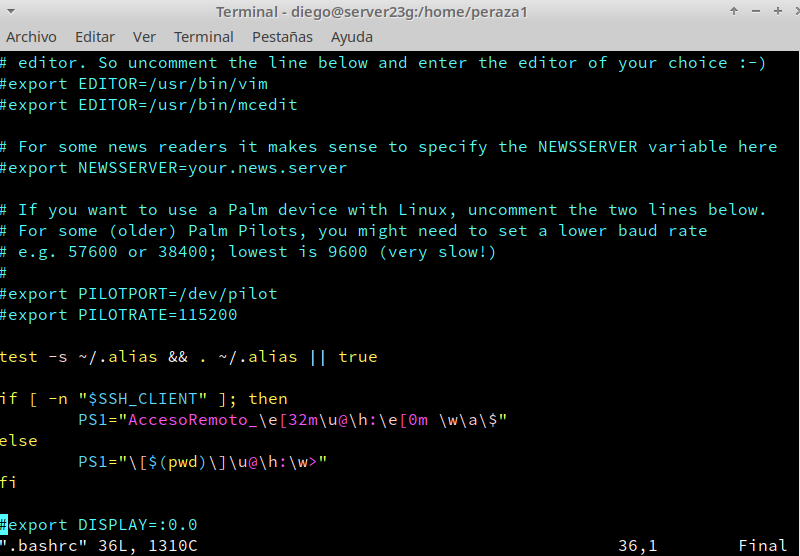 Terminal - diego@server23g:/home/peraza1
Archivo Editar Ver Terminal Pestañas Ayuda
# editor. So uncomment the line below and enter the editor of your choice :-)
#export EDITOR=/usr/bin/vim
#export EDITOR=/usr/bin/mcedit
# For some news readers it makes sense to specify the NEWSSERVER variable here
#export NEWSSERVER=your.news.server
# If you want to use a Palm device with Linux, uncomment the two lines below.
# For some (older) Palm Pilots, you might need to set a lower baud rate
# e.g. 57600 or 38400; lowest is 9600 (very slow!)
#
#export PILOTPORT=/dev/pilot
#export PILOTRATE=115200
test -s ~/.alias && . ~/.alias || true
if [ -n "$SSH_CLIENT" ]; then
        PS1="AccesoRemoto_\e[32m\u@\h:\e[0m \w\a\$"
else
        PS1="\[$(pwd)\]\u@\h:\w>"
fi
#export DISPLAY=:0.0
".bashrc" 36L, 1310C 36,1 Final